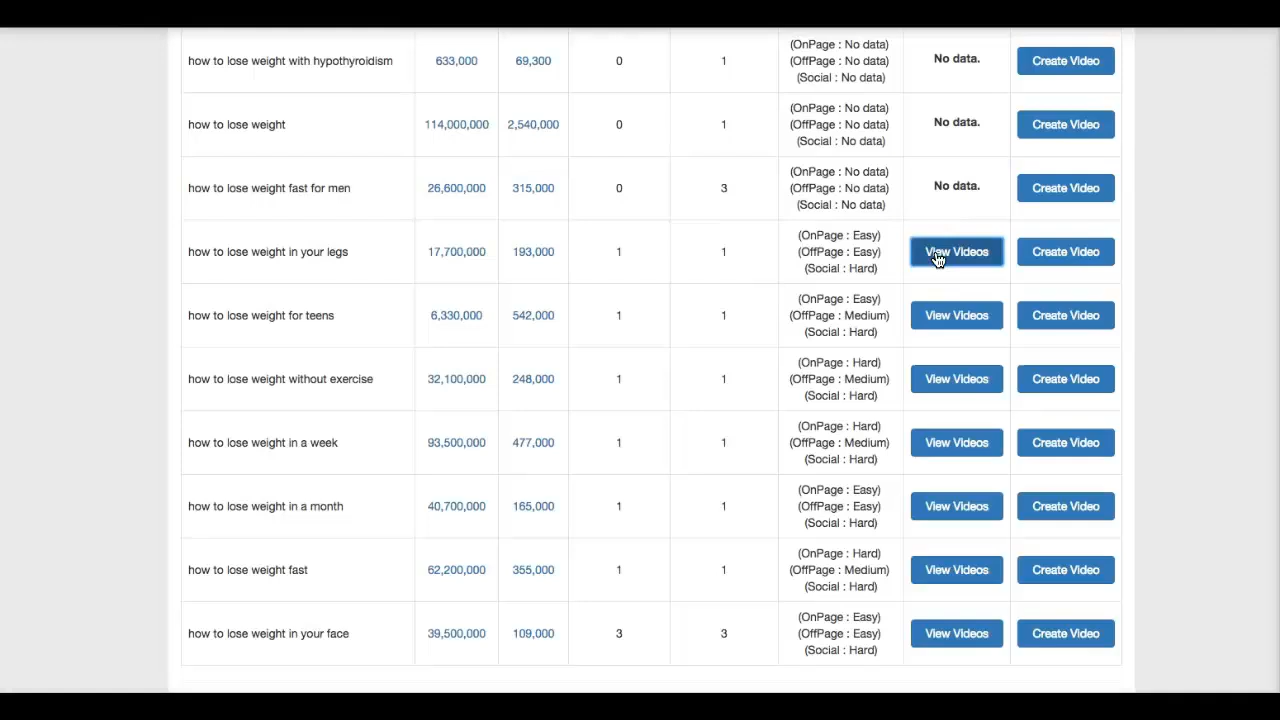 (OnPage : No data)
how to lose weight with hypothyroidism 633,000 69,300 0 1 (OffPage : No data) No data. Create Video
(Social : No data)
(OnPage : No data)
how to lose weight 114,000,000 2,540,000 0 1 (OffPage : No data) No data. Create Video
(Social : No data)
(OnPage : No data)
how to lose weight fast for men 26,600,000 315,000 0 3 (OffPage : No data) No data. Create Video
(Social : No data)
(OnPage : Easy)
how to lose weight in your legs 17,700,000 193,000 1 1 (OffPage : Easy) View Videos Create Video
(Social : Hard)
(OnPage : Easy)
how to lose weight for teens 6,330,000 542,000 1 1 (OffPage : Medium) View Videos Create Video
(Social : Hard)
(OnPage : Hard)
how to lose weight without exercise 32,100,000 248,000 1 1 (OffPage : Medium) View Videos Create Video
(Social : Hard)
(OnPage : Hard)
how to lose weight in a week 93,500,000 477,000 1 1 (OffPage : Medium) View Videos Create Video
(Social : Hard)
(OnPage : Easy)
how to lose weight in a month 40,700,000 165,000 1 1 (OffPage : Easy) View Videos Create Video
(Social : Hard)
(OnPage : Hard)
how to lose weight fast 62,200,000 355,000 1 1 (OffPage : Medium) View Videos Create Video
(Social : Hard)
(OnPage : Easy)
how to lose weight in your face 39,500,000 109,000 3 3 (OffPage : Easy) View Videos Create Video
(Social : Hard)